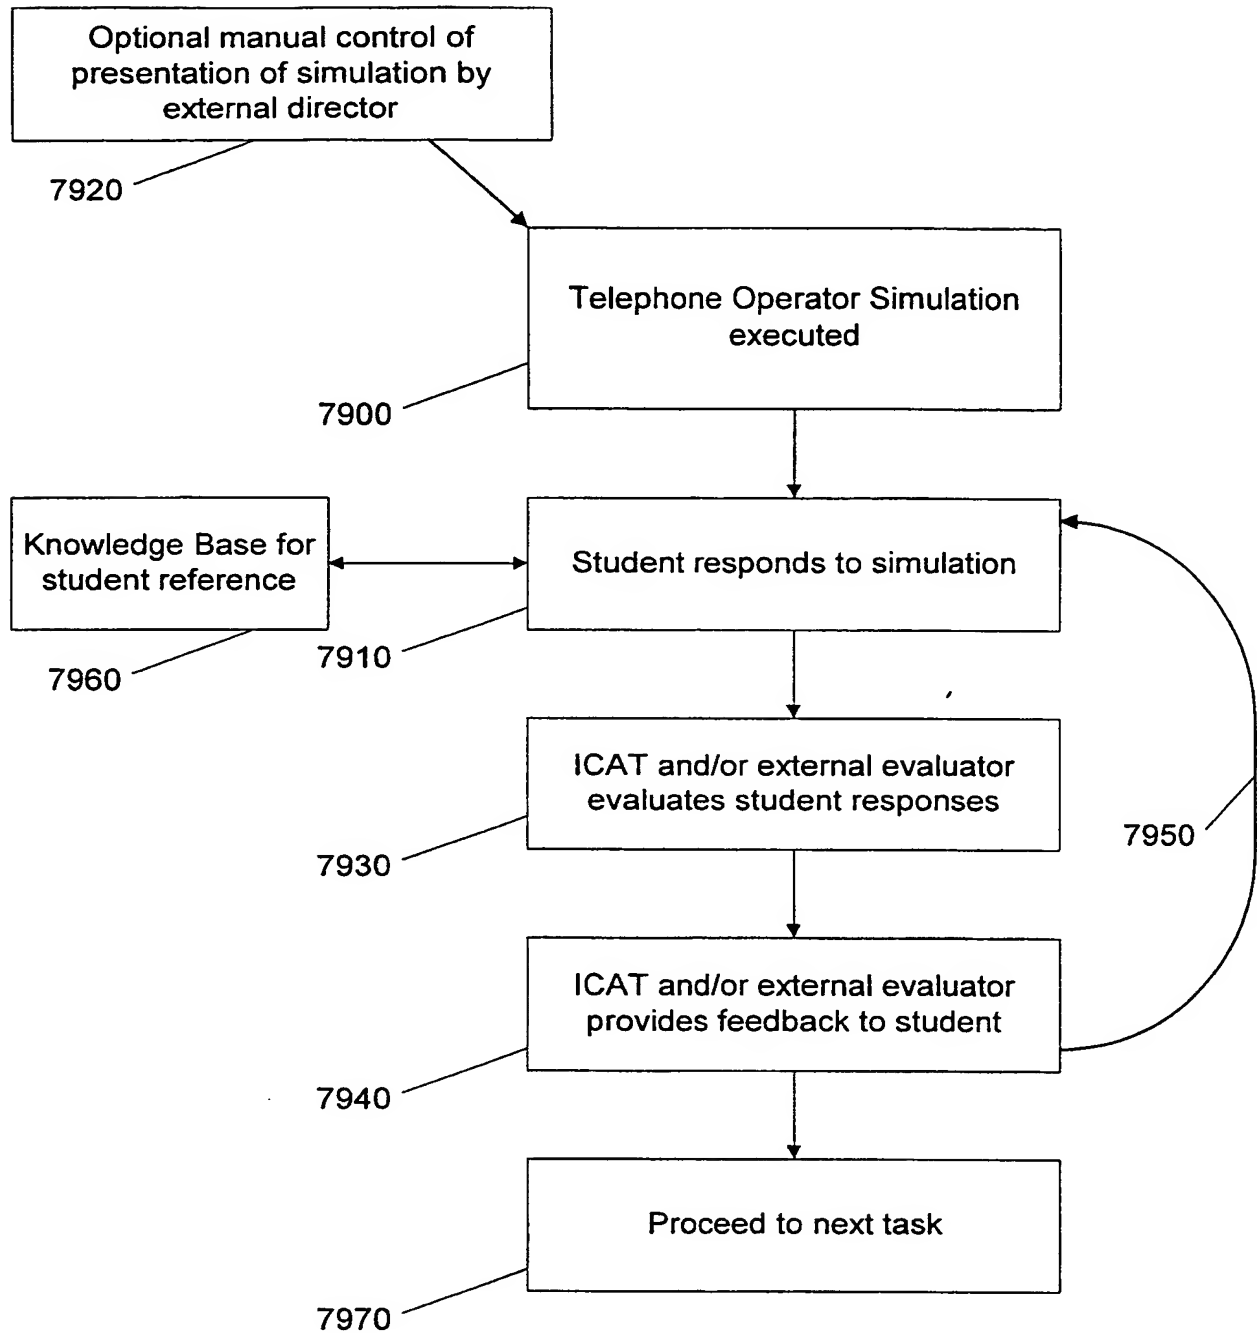 Optional manual control of
presentation of simulation by
external director
7920
Telephone Operator Simulation
executed
7900
Knowledge Base for
student reference
7960
Student responds to simulation
7910
ICAT and/or external evaluator
evaluates student responses
7930
7950
ICAT and/or external evaluator
provides feedback to student
7940
Proceed to next task
7970